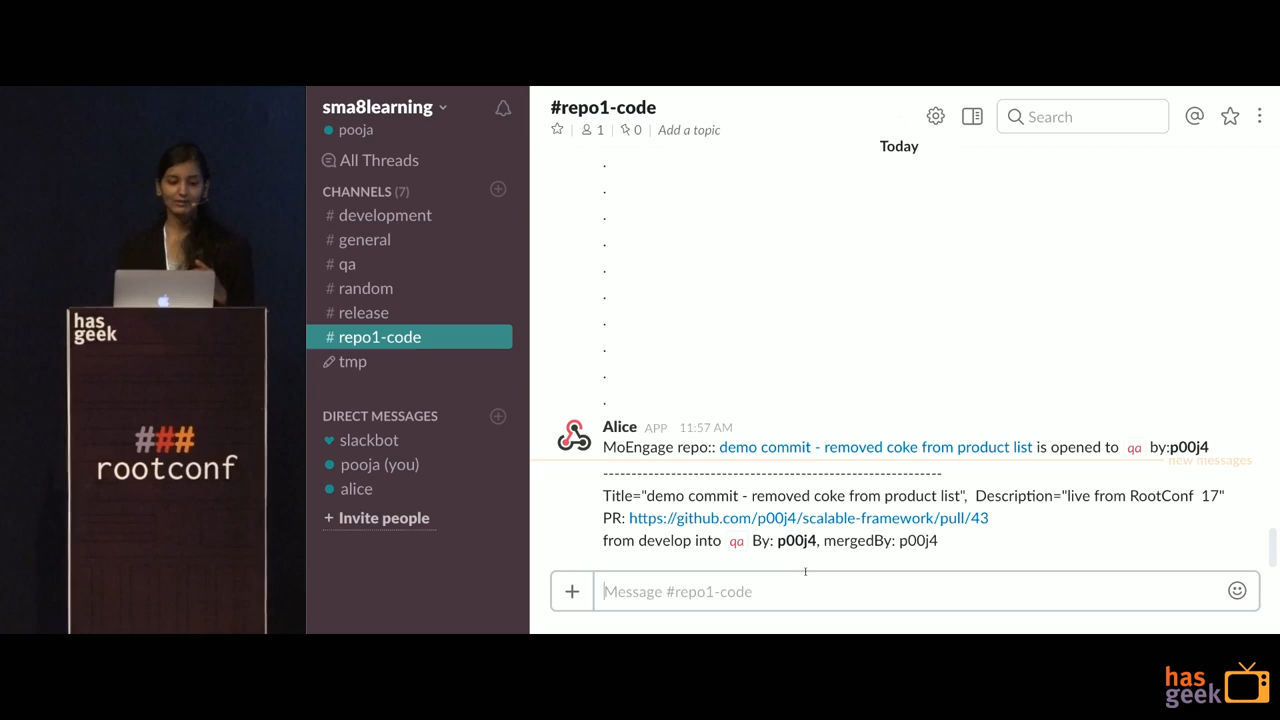 has
geek
###
rootconf
sma8learning
pooja
All Threads
CHANNELS (7)
# development
# general
# qa
# random
# release
# repo1-code
tmp
DIRECT MESSAGES
slackbot
pooja (you)
alice
+ Invite people
#repo1-code
1 | 0 | Add a topic
Search
@
Today
.
.
.
.
.
.
.
.
.
.
Alice APP 11:57 AM
MoEngage repo:: demo commit - removed coke from product list is opened to qa by:p00j4
new messages
------------------------------------------------------------
Title="demo commit - removed coke from product list", Description="live from RootConf 17"
PR: https://github.com/p00j4/scalable-framework/pull/43
from develop into qa By: p00j4, mergedBy: p00j4
+ Message #repo1-code
has
geek